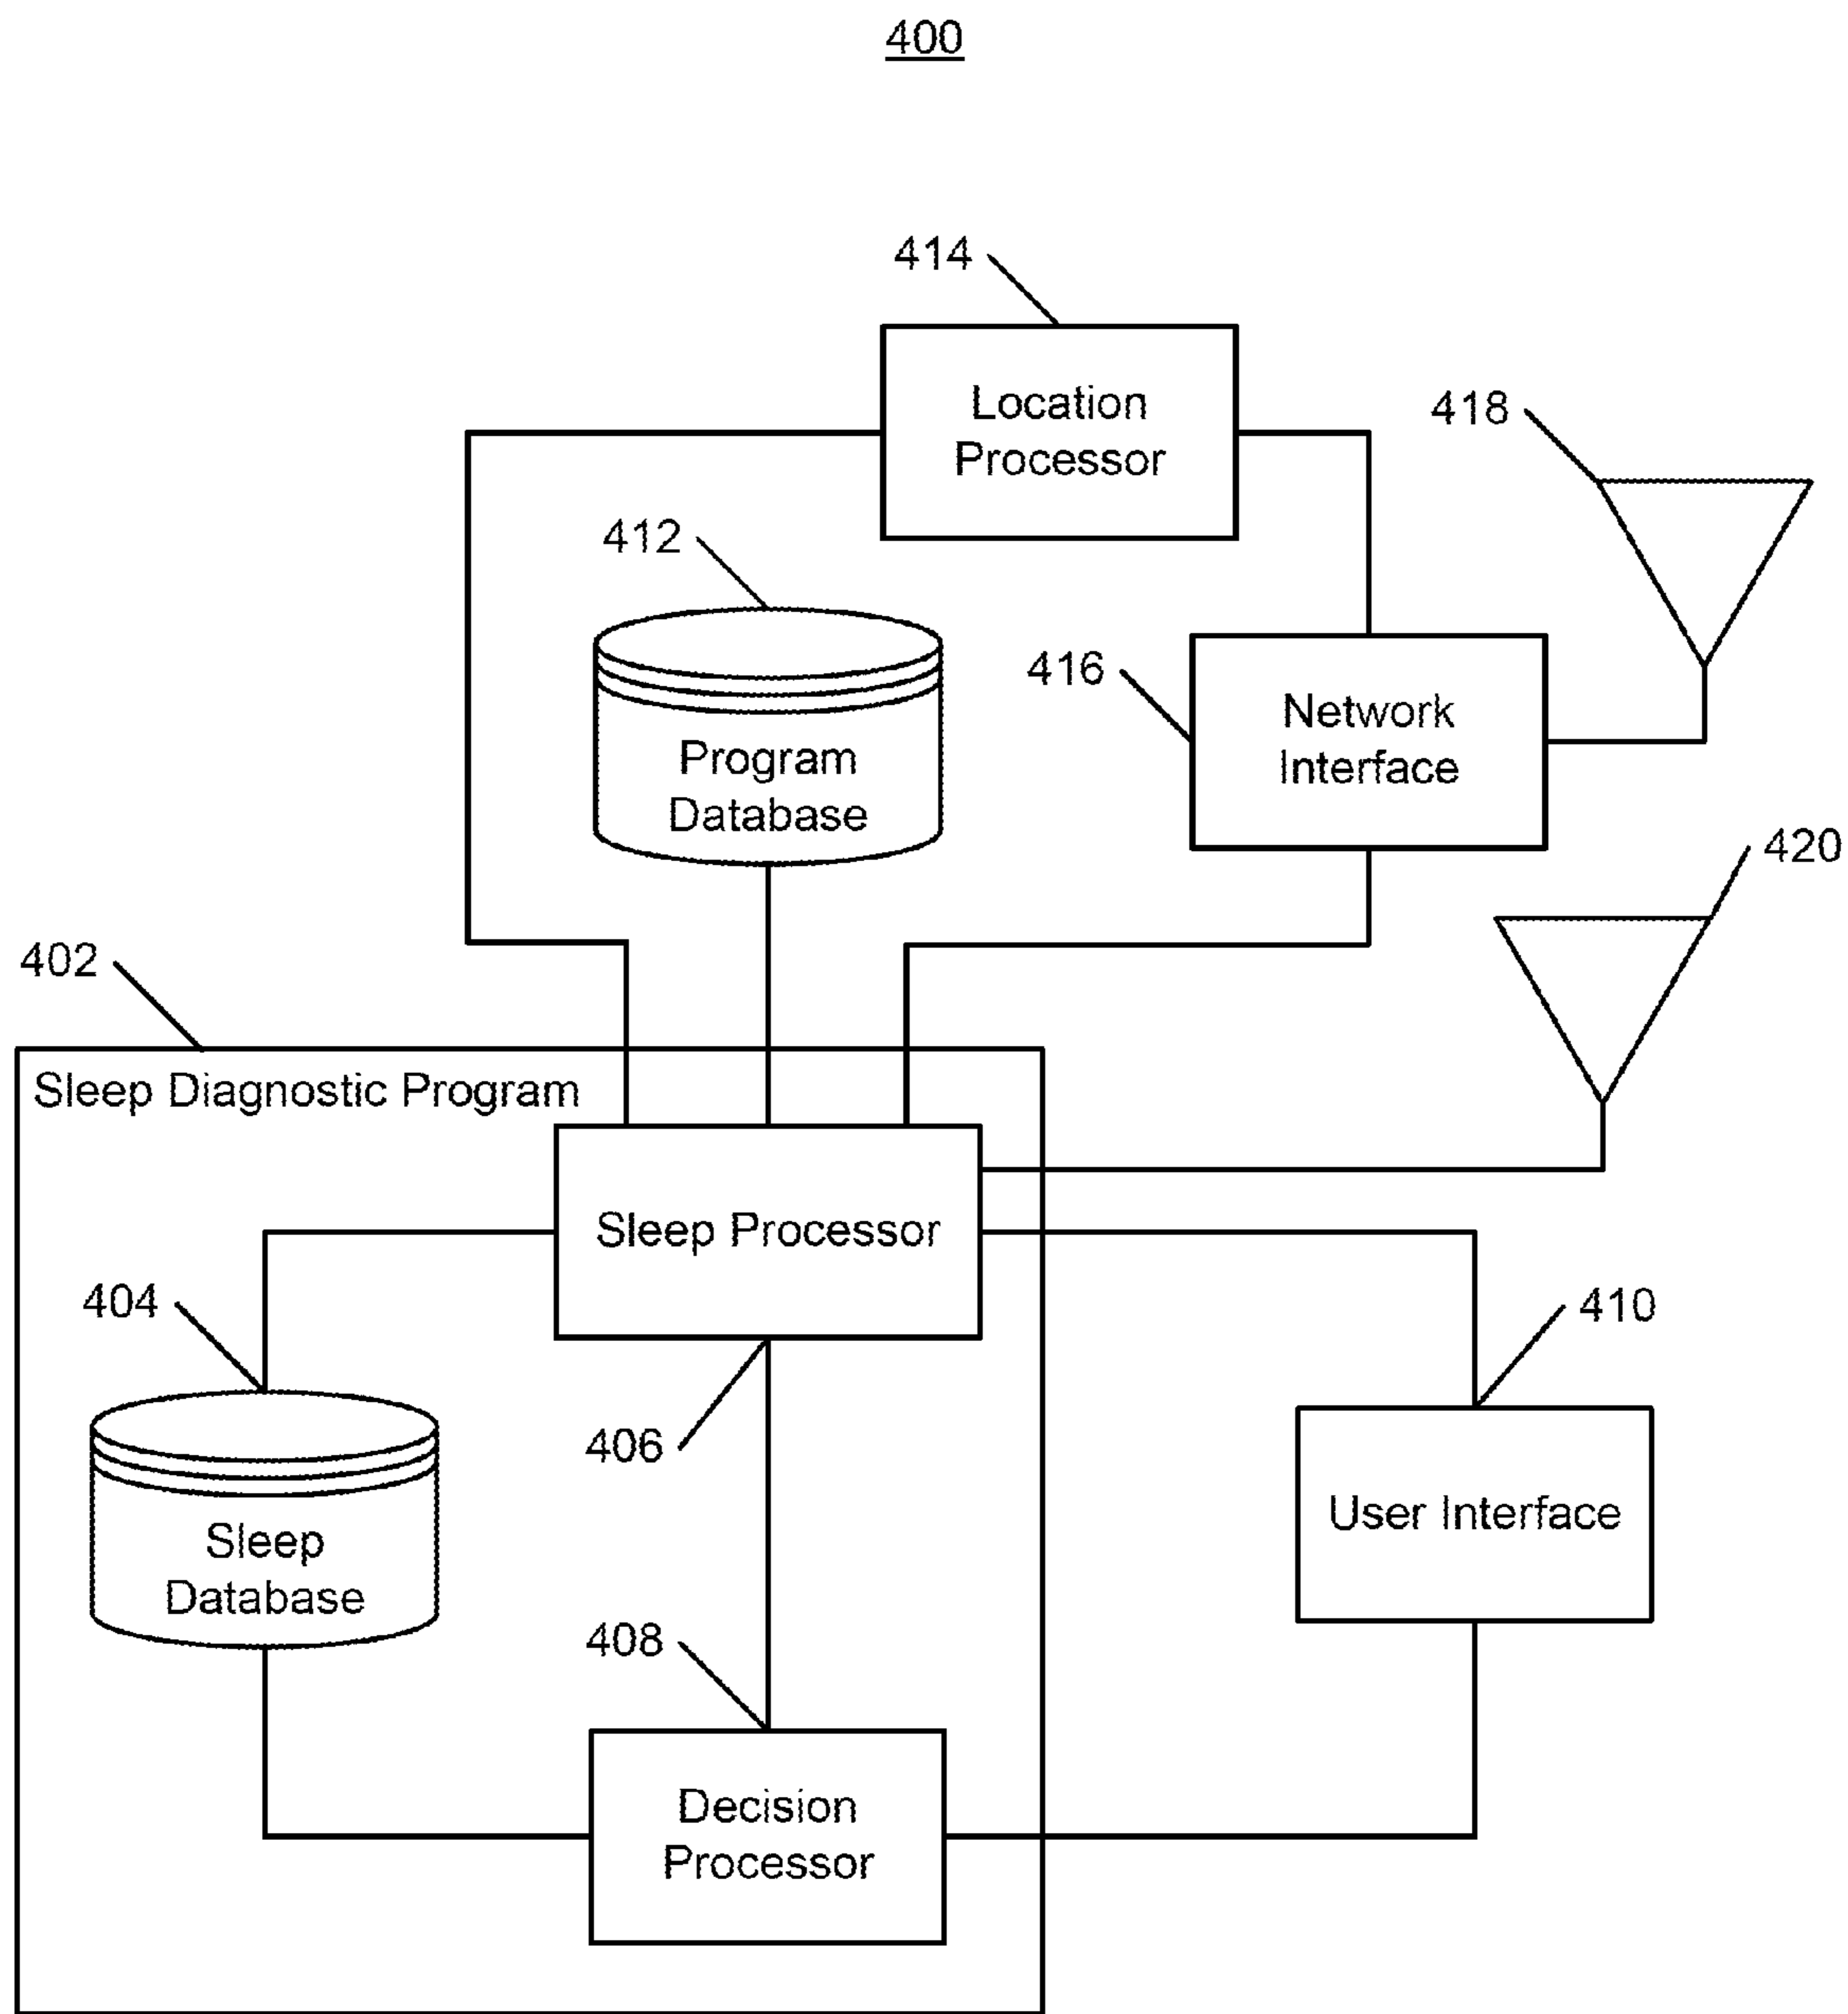 400
414
Location
Processor
418
412
Program
Database
416
Network
Interface
420
402
Sleep Diagnostic Program
Sleep Processor
404
410
406
Sleep
Database
User Interface
408
Decision
Processor